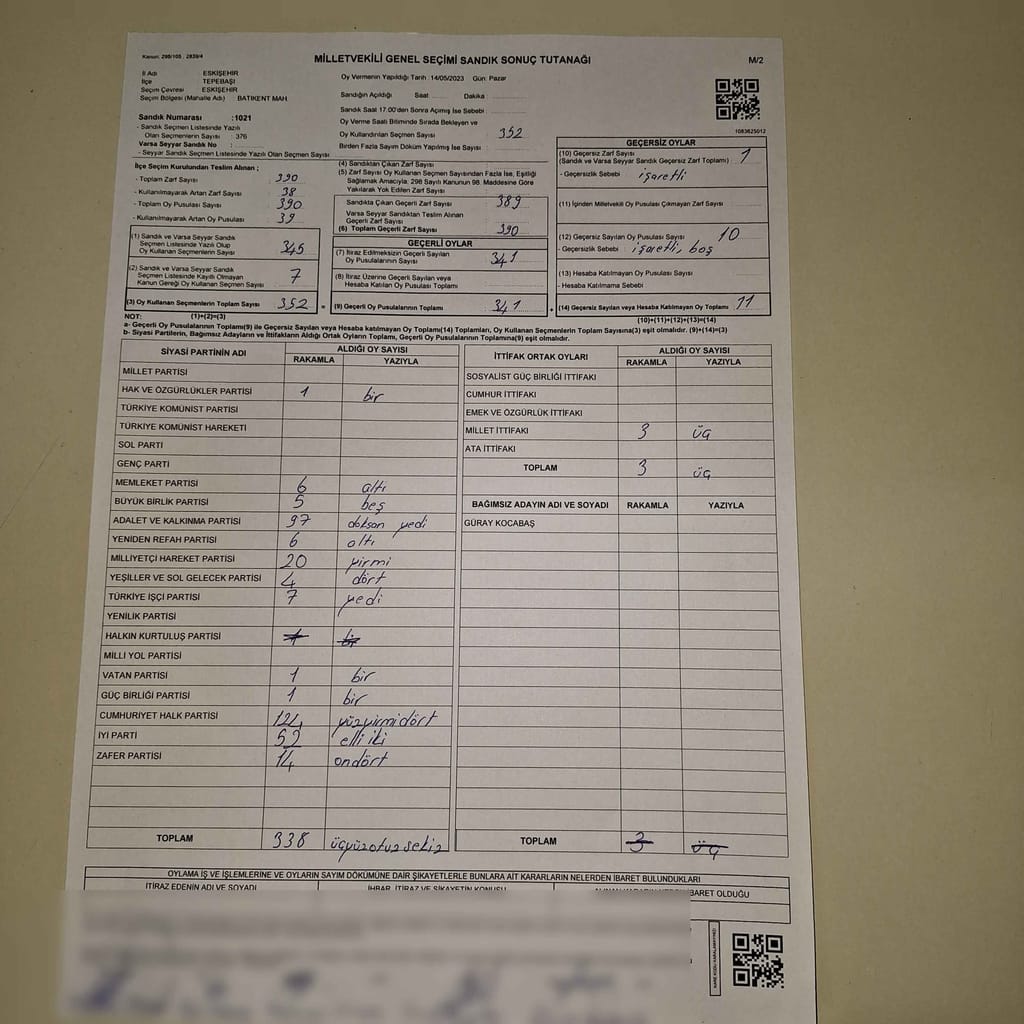 Kanun: 298/105 , 2839/4
MİLLETVEKİLİ GENEL SEÇİMİ SANDIK SONUÇ TUTANAĞI
M/2
İl Adı ESKİŞEHİR
İlçe TEPEBAŞI
Seçim Çevresi ESKİŞEHİR
Seçim Bölgesi (Mahalle Adı) : BATIKENT MAH.
Sandık Numarası :1021
- Sandık Seçmen Listesinde Yazılı
Olan Seçmenlerin Sayısı : 376
Varsa Seyyar Sandık No :
- Seyyar Sandık Seçmen Listesinde Yazılı Olan Seçmen Sayısı
Oy Vermenin Yapıldığı Tarih :14/05/2023 Gün: Pazar
Sandığın Açıldığı Saat Dakika
Sandık Saat 17.00'den Sonra Açımış İse Sebebi
Oy Verme Saati Bitiminde Sırada Bekleyen ve
Oy Kullandırılan Seçmen Sayısı 352
Birden Fazla Sayım Döküm Yapılmış İse Sayısı
1083625012
İlçe Seçim Kurulundan Teslim Alınan ;
- Toplam Zarf Sayısı 390
- Kullanılmayarak Artan Zarf Sayısı 38
- Toplam Oy Pusulası Sayısı 390
- Kullanılmayarak Artan Oy Pusulası 39
(1) Sandık ve Varsa Seyyar Sandık
Seçmen Listesinde Yazılı Olup
Oy Kullanan Seçmenlerin Sayısı 345
(2) Sandık ve Varsa Seyyar Sandık
Seçmen Listesinde Kayıtlı Olmayan
Kanun Gereği Oy Kullanan Seçmen Sayısı 7
(3) Oy Kullanan Seçmenlerin Toplam Sayısı 352 =
(1)+(2)=(3)
(4) Sandıktan Çıkan Zarf Sayısı
(5) Zarf Sayısı Oy Kullanan Seçmen Sayısından Fazla İse, Eşitliği
Sağlamak Amacıyla, 298 Sayılı Kanunun 98. Maddesine Göre
Yakılarak Yok Edilen Zarf Sayısı
Sandıkta Çıkan Geçerli Zarf Sayısı 389
Varsa Seyyar Sandıktan Teslim Alınan
Geçerli Zarf Sayısı
(6) Toplam Geçerli Zarf Sayısı 390
GEÇERLİ OYLAR
(7) İtiraz Edilmeksizin Geçerli Sayılan
Oy Pusulalarının Sayısı 341
(8) İtiraz Üzerine Geçerli Sayılan veya
Hesaba Katılan Oy Pusulaları Toplamı
(9) Geçerli Oy Pusulalarının Toplamı 341 +
GEÇERSİZ OYLAR
(10) Geçersiz Zarf Sayısı
(Sandık ve Varsa Seyyar Sandık Geçersiz Zarf Toplamı) 1
- Geçersizlik Sebebi işaretli
(11) İçinden Milletvekil Oy Pusulası Çıkmayan Zarf Sayısı
(12) Geçersiz Sayılan Oy Pusulası Sayısı 10
- Geçersizlik Sebebi : işaretli, boş
(13) Hesaba Katılmayan Oy Pusulası Sayısı
- Hesaba Katılmama Sebebi
(14) Geçersiz Sayılan veya Hesaba Katılmayan Oy Toplamı 11
(10)+(11)+(12)+(13)=(14)
NOT:
a- Geçerli Oy Pusulalarının Toplamı(9) ile Geçersiz Sayılan veya Hesaba katılmayan Oy Toplamı(14) Toplamları, Oy Kullanan Seçmenlerin Toplam Sayısına(3) eşit olmalıdır. (9)+(14)=(3)
b- Siyasi Partilerin, Bağımsız Adayların ve İttifakların Aldığı Ortak Oyların Toplamı, Geçerli Oy Pusulalarının Toplamına(9) eşit olmalıdır.
SİYASİ PARTİNİN ADI ALDIĞI OY SAYISI
RAKAMLA YAZIYLA
MİLLET PARTİSİ
HAK VE ÖZGÜRLÜKLER PARTİSİ 1 bir
TÜRKİYE KOMÜNİST PARTİSİ
TÜRKİYE KOMÜNİST HAREKETİ
SOL PARTİ
GENÇ PARTİ
MEMLEKET PARTİSİ 6 altı
BÜYÜK BİRLİK PARTİSİ 5 beş
ADALET VE KALKINMA PARTİSİ 97 doksan yedi
YENİDEN REFAH PARTİSİ 6 altı
MİLLİYETÇİ HAREKET PARTİSİ 20 yirmi
YEŞİLLER VE SOL GELECEK PARTİSİ 4 dört
TÜRKİYE İŞÇİ PARTİSİ 7 yedi
YENİLİK PARTİSİ
HALKIN KURTULUŞ PARTİSİ 1 bir
MİLLİ YOL PARTİSİ
VATAN PARTİSİ 1 bir
GÜÇ BİRLİĞİ PARTİSİ 1 bir
CUMHURİYET HALK PARTİSİ 124 yüzyirmidört
İYİ PARTİ 52 elli iki
ZAFER PARTİSİ 14 ondört
TOPLAM 338 üçyüzotuzsekiz
İTTİFAK ORTAK OYLARI ALDIĞI OY SAYISI
RAKAMLA YAZIYLA
SOSYALİST GÜÇ BİRLİĞİ İTTİFAKI
CUMHUR İTTİFAKI
EMEK VE ÖZGÜRLÜK İTTİFAKI
MİLLET İTTİFAKI 3 üç
ATA İTTİFAKI
TOPLAM 3 üç
BAĞIMSIZ ADAYIN ADI VE SOYADI RAKAMLA YAZIYLA
GÜRAY KOCABAŞ
TOPLAM 3 üç
OYLAMA İŞ VE İŞLEMLERİNE VE OYLARIN SAYIM DÖKÜMÜNE DAİR ŞİKAYETLERLE BUNLARA AİT KARARLARIN NELERDEN İBARET BULUNDUKLARI
İTİRAZ EDENİN ADI VE SOYADI İHBAR, İTİRAZ VE ŞİKAYETİN KONUSU İBARET OLDUĞU